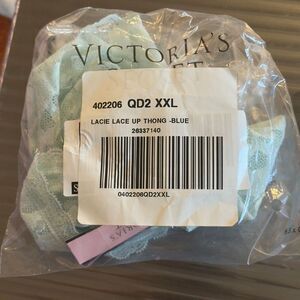 VICTORIA'S
402206 QD2 XXL
LACIE LACE UP THONG -BLUE
26337140
0402206QD2XXL